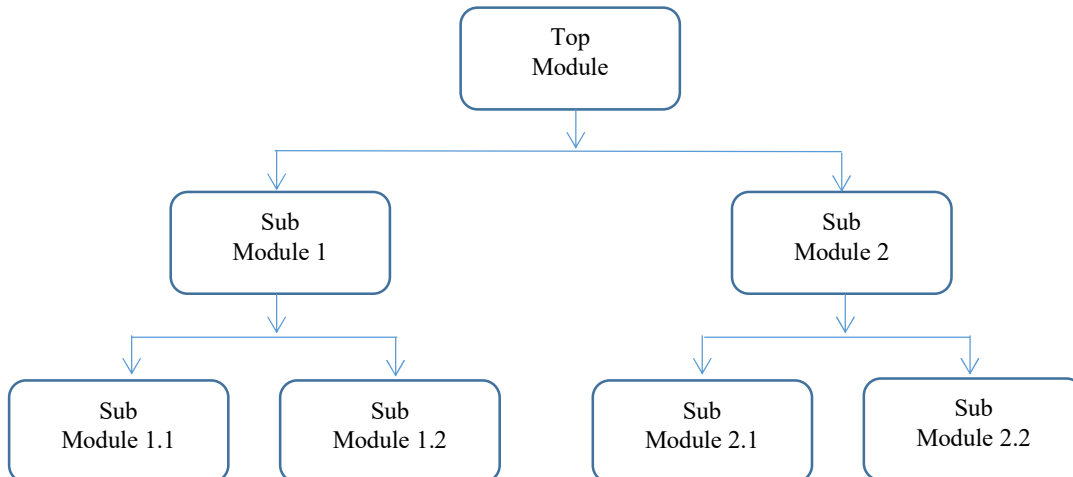 Top
Module
Sub
Module 1
Sub
Module 2
Sub
Module 1.1
Sub
Module 1.2
Sub
Module 2.1
Sub
Module 2.2